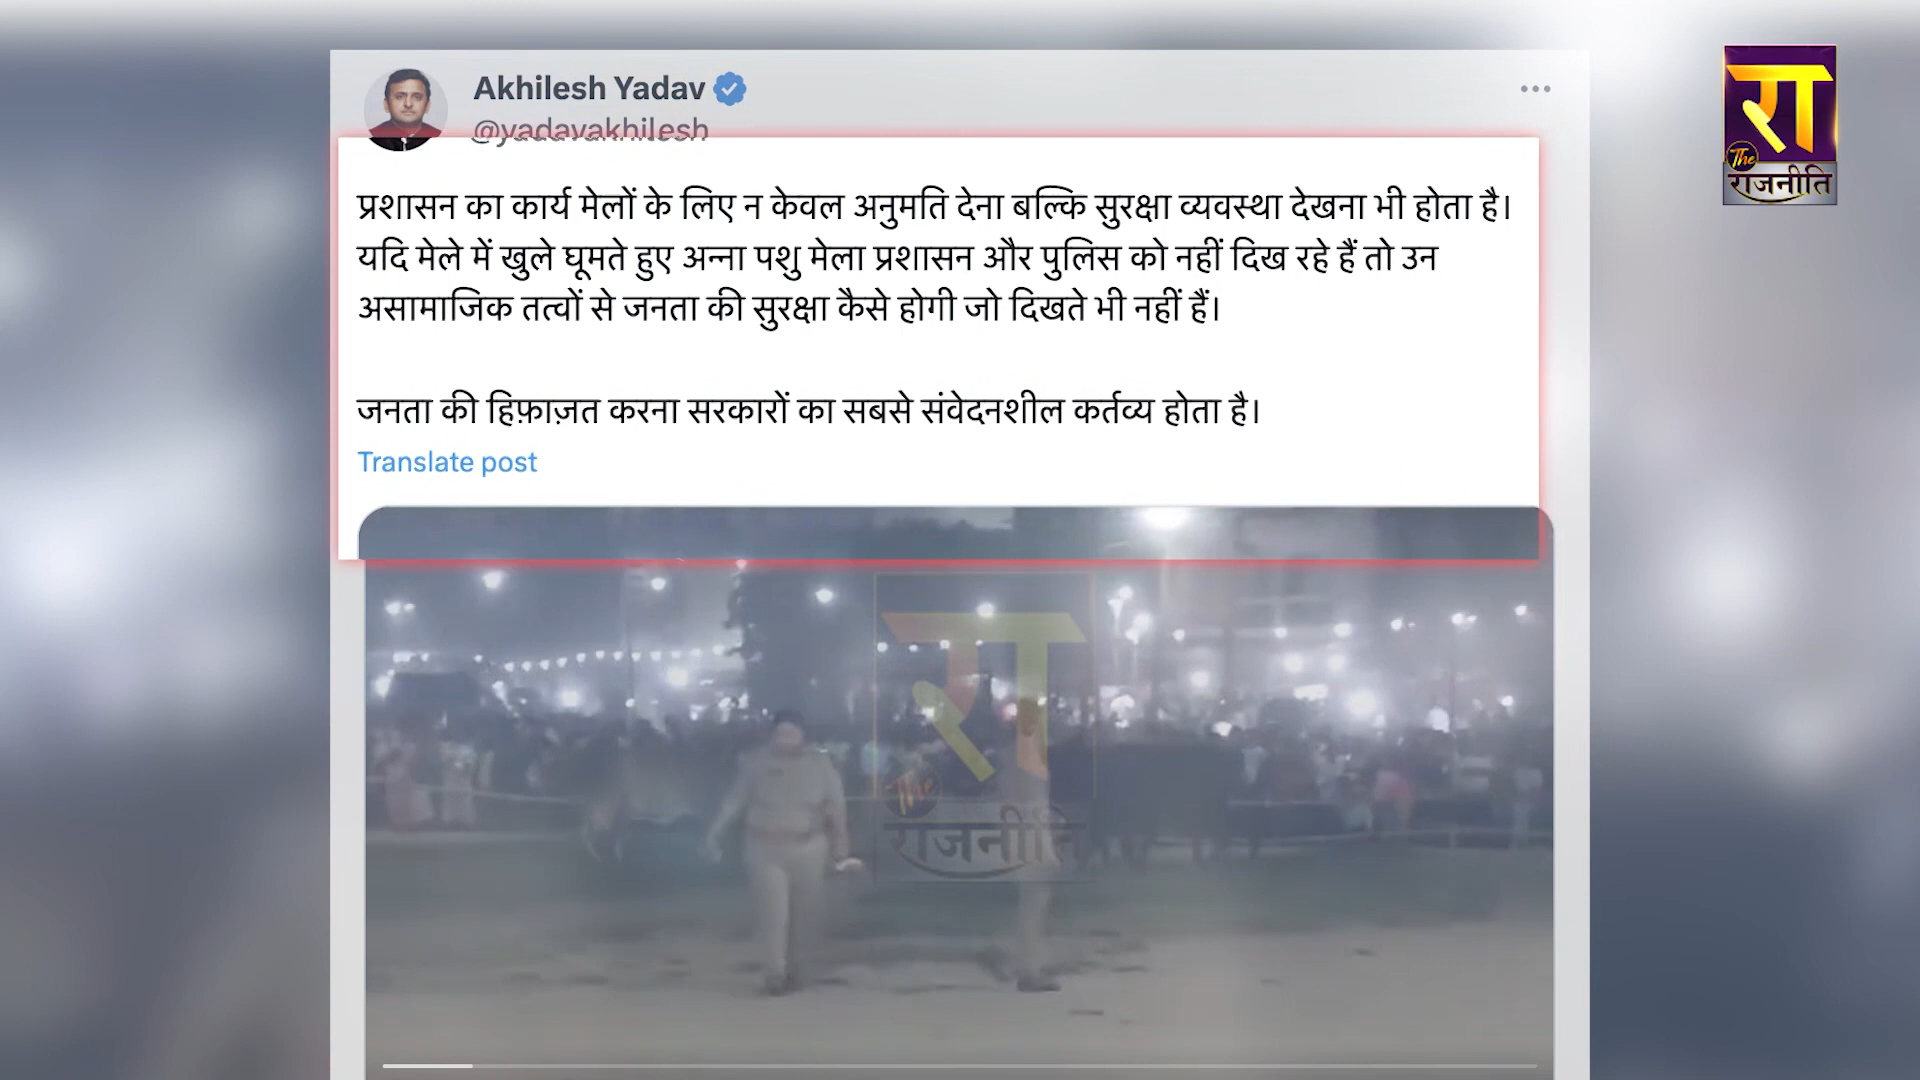 Akhilesh Yadav
@yadavakhilesh
प्रशासन का कार्य मेलों के लिए न केवल अनुमति देना बल्कि सुरक्षा व्यवस्था देखना भी होता है।
यदि मेले में खुले घूमते हुए अन्ना पशु मेला प्रशासन और पुलिस को नहीं दिख रहे हैं तो उन
असामाजिक तत्वों से जनता की सुरक्षा कैसे होगी जो दिखते भी नहीं हैं।
जनता की हिफ़ाज़त करना सरकारों का सबसे संवेदनशील कर्तव्य होता है।
Translate post
रा
The
राजनीति
रा
The
राजनीति